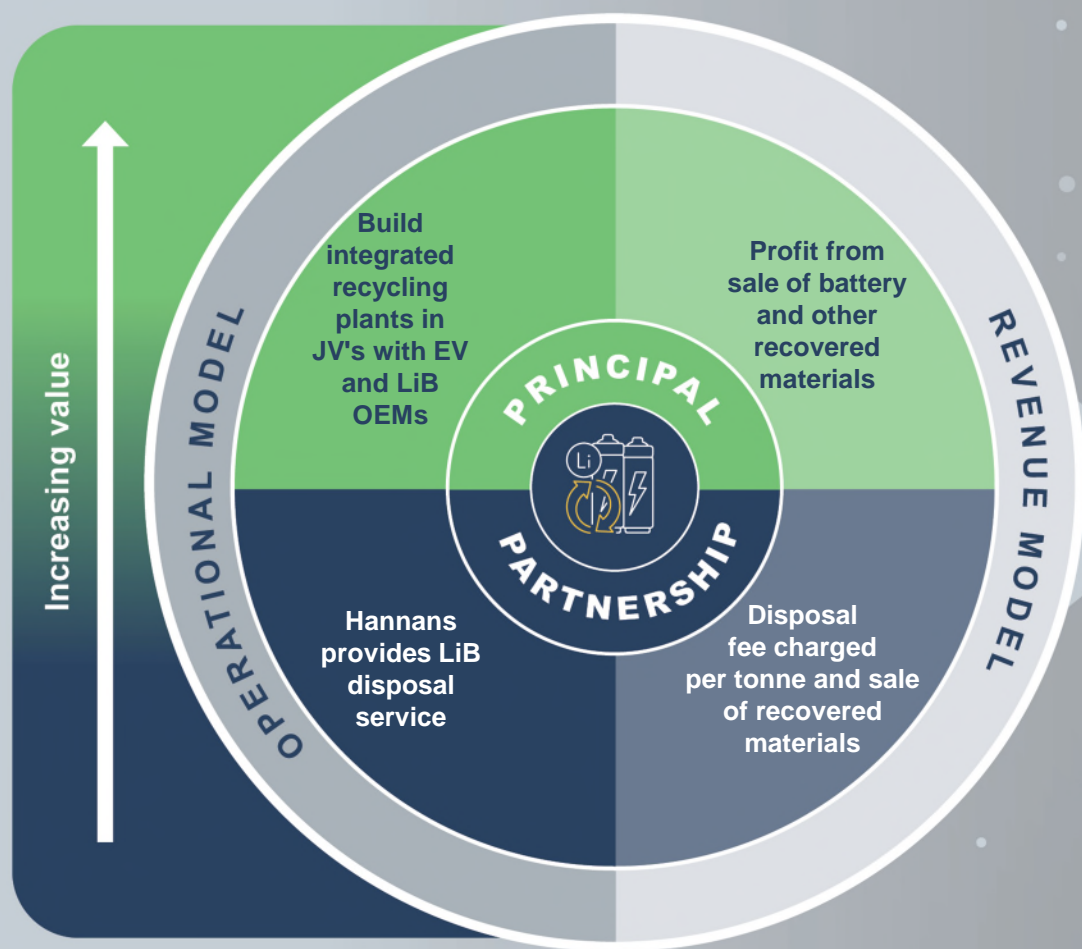 Increasing value
OPERATIONAL MODEL
REVENUE MODEL
Build
integrated
recycling
plants in
JV's with EV
and LiB
OEMs
Profit from
sale of battery
and other
recovered
materials
PRINCIPAL
Li
PARTNERSHIP
Hannans
provides LiB
disposal
service
Disposal
fee charged
per tonne and sale
of recovered
materials